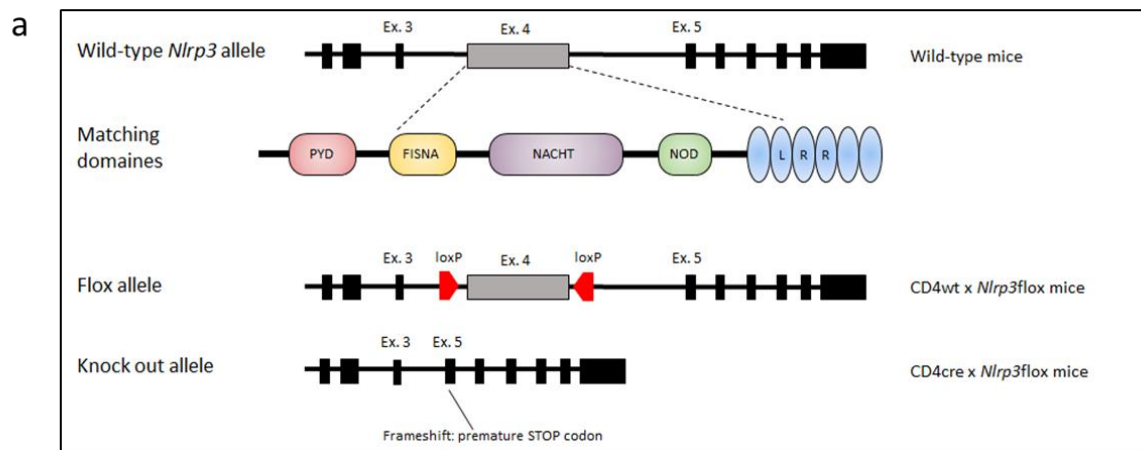 a
Ex. 3 Ex. 4 Ex. 5
Wild-type Nlrp3 allele Wild-type mice
Matching
domaines
PYD FISNA NACHT NOD L R R
loxP loxP
Ex. 3 Ex. 4 Ex. 5
Flox allele CD4wt x Nlrp3flox mice
Ex. 3 Ex. 5
Knock out allele CD4cre x Nlrp3flox mice
Frameshift: premature STOP codon